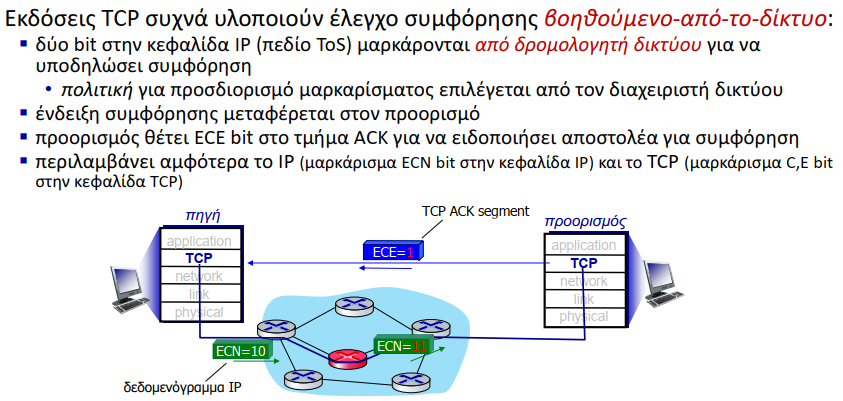 Εκδόσεις TCP συχνά υλοποιούν έλεγχο συμφόρησης βοηθούμενο-από-το-δίκτυο:
▪ δύο bit στην κεφαλίδα IP (πεδίο ToS) μαρκάρονται από δρομολογητή δικτύου για να
υποδηλώσει συμφόρηση
• πολιτική για προσδιορισμό μαρκαρίσματος επιλέγεται από τον διαχειριστή δικτύου
▪ ένδειξη συμφόρησης μεταφέρεται στον προορισμό
▪ προορισμός θέτει ECE bit στο τμήμα ACK για να ειδοποιήσει αποστολέα για συμφόρηση
▪ περιλαμβάνει αμφότερα το IP (μαρκάρισμα ECN bit στην κεφαλίδα IP) και το TCP (μαρκάρισμα C,E bit
στην κεφαλίδα TCP)
πηγή
application
TCP
network
link
physical
TCP ACK segment
ECE=1
προορισμός
application
TCP
network
link
physical
ECN=10
ECN=11
δεδομενόγραμμα IP